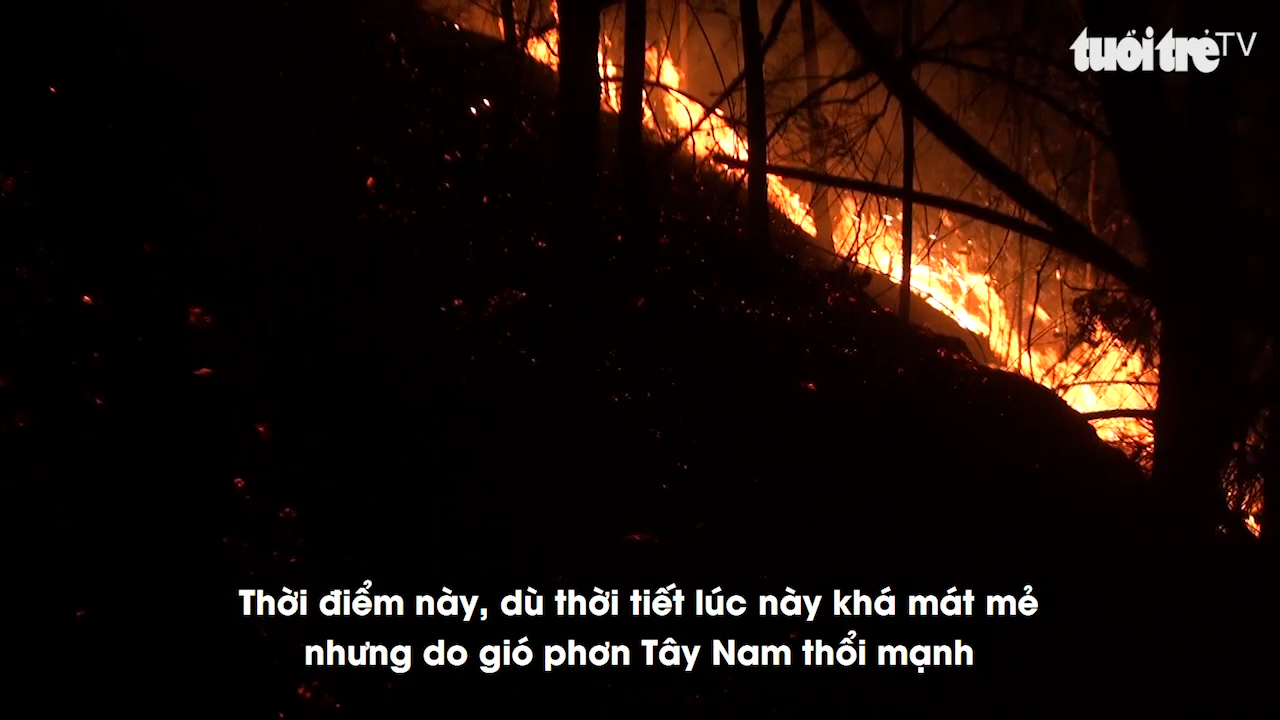 tuổi trẻ TV
Thời điểm này, dù thời tiết lúc này khá mát mẻ
nhưng do gió phơn Tây Nam thổi mạnh